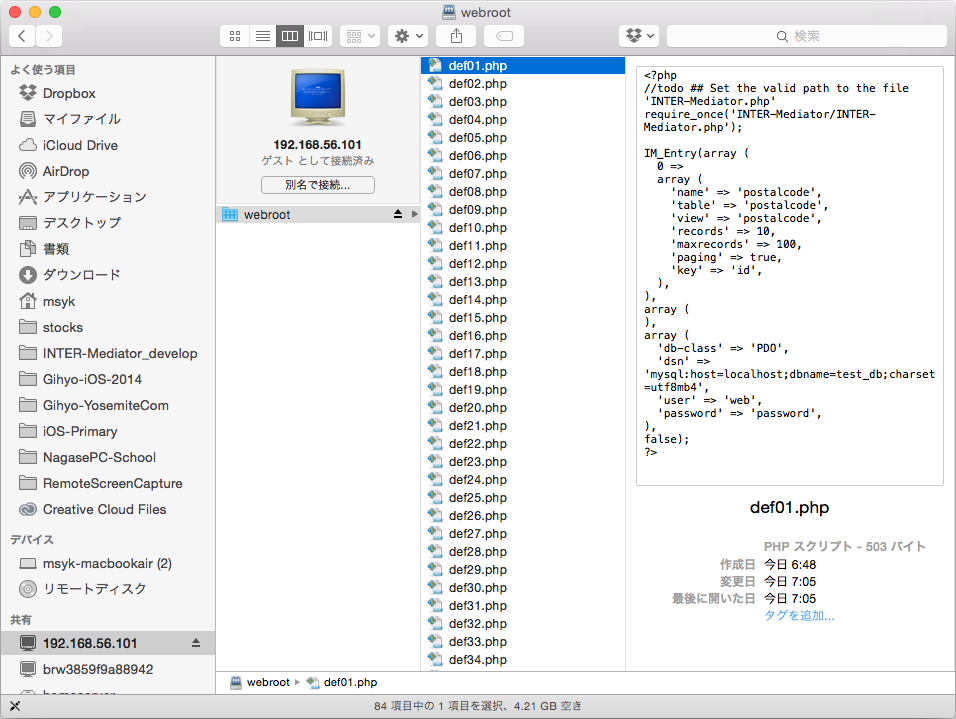 webroot
検索
よく使う項目
Dropbox
マイファイル
iCloud Drive
AirDrop
アプリケーション
デスクトップ
書類
ダウンロード
msyk
stocks
INTER-Mediator_develop
Gihyo-iOS-2014
Gihyo-YosemiteCom
iOS-Primary
NagasePC-School
RemoteScreenCapture
Creative Cloud Files
デバイス
msyk-macbookair (2)
リモートディスク
共有
192.168.56.101
brw3859f9a88942
192.168.56.101
ゲスト として接続済み
別名で接続...
webroot
def01.php
def02.php
def03.php
def04.php
def05.php
def06.php
def07.php
def08.php
def09.php
def10.php
def11.php
def12.php
def13.php
def14.php
def15.php
def16.php
def17.php
def18.php
def19.php
def20.php
def21.php
def22.php
def23.php
def24.php
def25.php
def26.php
def27.php
def28.php
def29.php
def30.php
def31.php
def32.php
def33.php
def34.php
<?php
//todo ## Set the valid path to the file
'INTER-Mediator.php'
require_once('INTER-Mediator/INTER-
Mediator.php');
IM_Entry(array (
0 =>
array (
'name' => 'postalcode',
'table' => 'postalcode',
'view' => 'postalcode',
'records' => 10,
'maxrecords' => 100,
'paging' => true,
'key' => 'id',
),
),
array (
),
array (
'db-class' => 'PDO',
'dsn' =>
'mysql:host=localhost;dbname=test_db;charset
=utf8mb4',
'user' => 'web',
'password' => 'password',
),
false);
?>
def01.php
PHP スクリプト - 503 バイト
作成日 今日 6:48
変更日 今日 7:05
最後に開いた日 今日 7:05
タグを追加...
webroot def01.php
84 項目中の 1 項目を選択、4.21 GB 空き